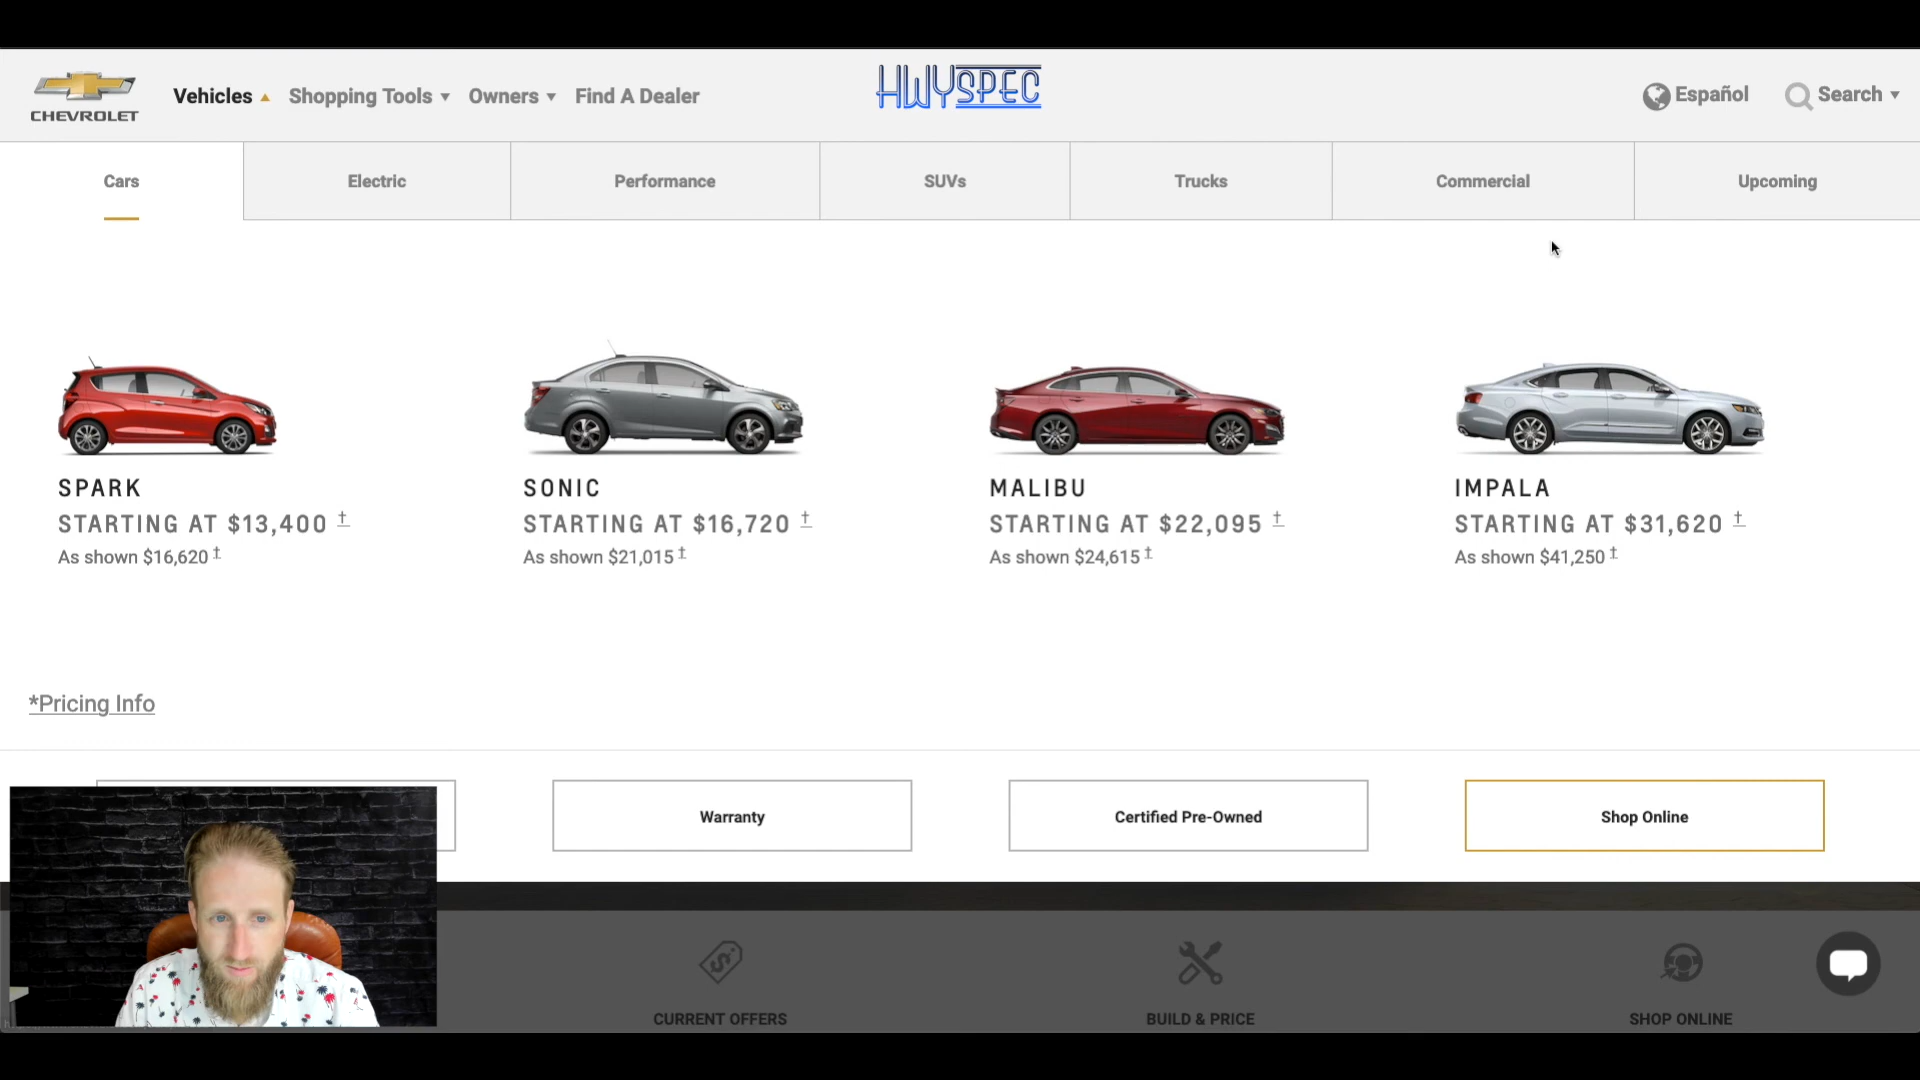 CHEVROLET
Vehicles Shopping Tools Owners Find A Dealer
HWYSPEC
Español Search
Cars Electric Performance SUVs Trucks Commercial Upcoming
SPARK
STARTING AT $13,400 †
As shown $16,620 †
SONIC
STARTING AT $16,720 †
As shown $21,015 †
MALIBU
STARTING AT $22,095 †
As shown $24,615 †
IMPALA
STARTING AT $31,620 †
As shown $41,250 †
*Pricing Info
Warranty
Certified Pre-Owned
Shop Online
CURRENT OFFERS
BUILD & PRICE
SHOP ONLINE